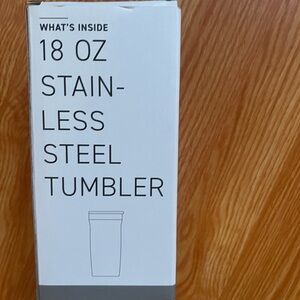 WHAT'S INSIDE
18 OZ
STAIN-
LESS
STEEL
TUMBLER